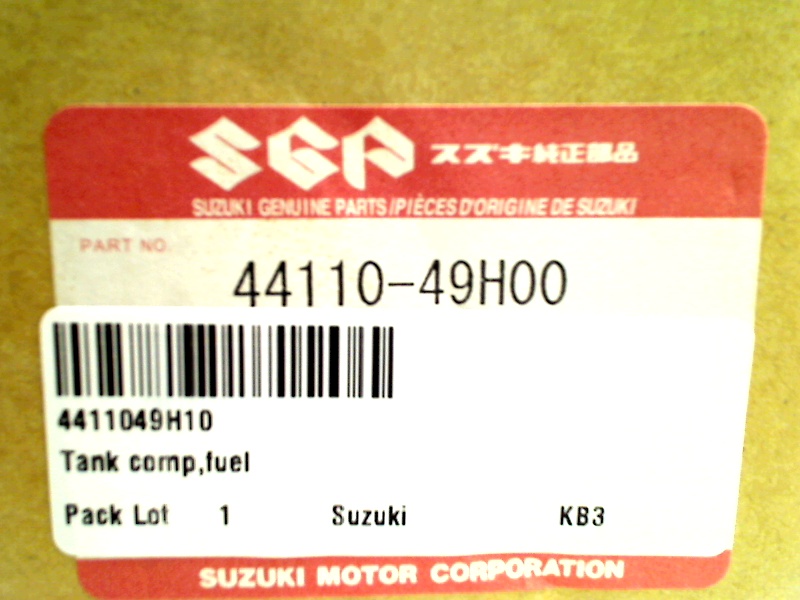 SGP スズキ純正部品
SUZUKI GENUINE PARTS/PIÈCES D'ORIGINE DE SUZUKI
PART NO.
44110-49H00
4411049H10
Tank comp,fuel
Pack Lot 1 Suzuki KB3
SUZUKI MOTOR CORPORATION